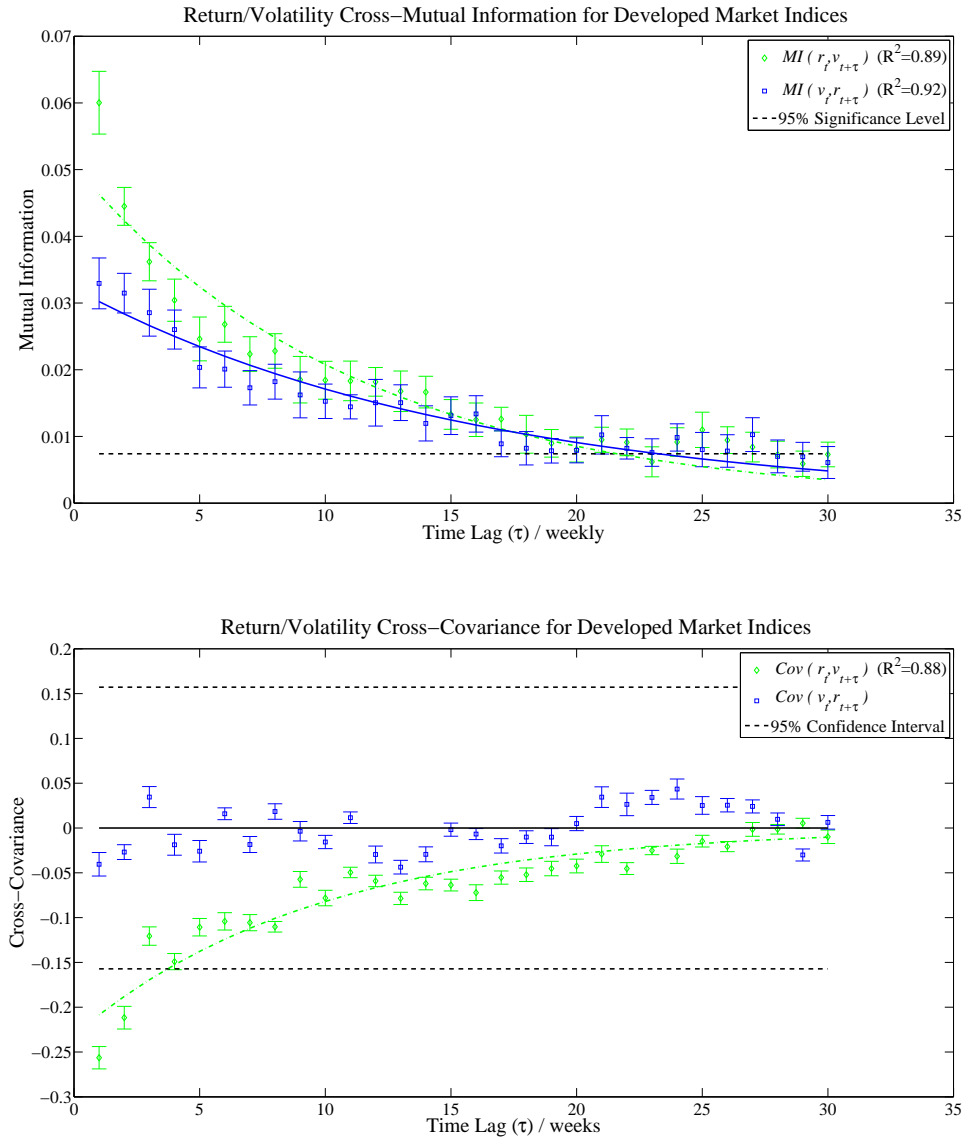 Return/Volatility Cross−Mutual Information for Developed Market Indices
0.07
0.06
0.05
0.04
0.03
0.02
0.01
0
Mutual Information
MI ( r_t,v_{t+τ} ) (R²=0.89)
MI ( v_t,r_{t+τ} ) (R²=0.92)
95% Significance Level
0 5 10 15 20 25 30 35
Time Lag (τ) / weekly
Return/Volatility Cross−Covariance for Developed Market Indices
0.2
0.15
0.1
0.05
0
−0.05
−0.1
−0.15
−0.2
−0.25
−0.3
Cross−Covariance
Cov ( r_t,v_{t+τ} ) (R²=0.88)
Cov ( v_t,r_{t+τ} )
95% Confidence Interval
0 5 10 15 20 25 30 35
Time Lag (τ) / weeks